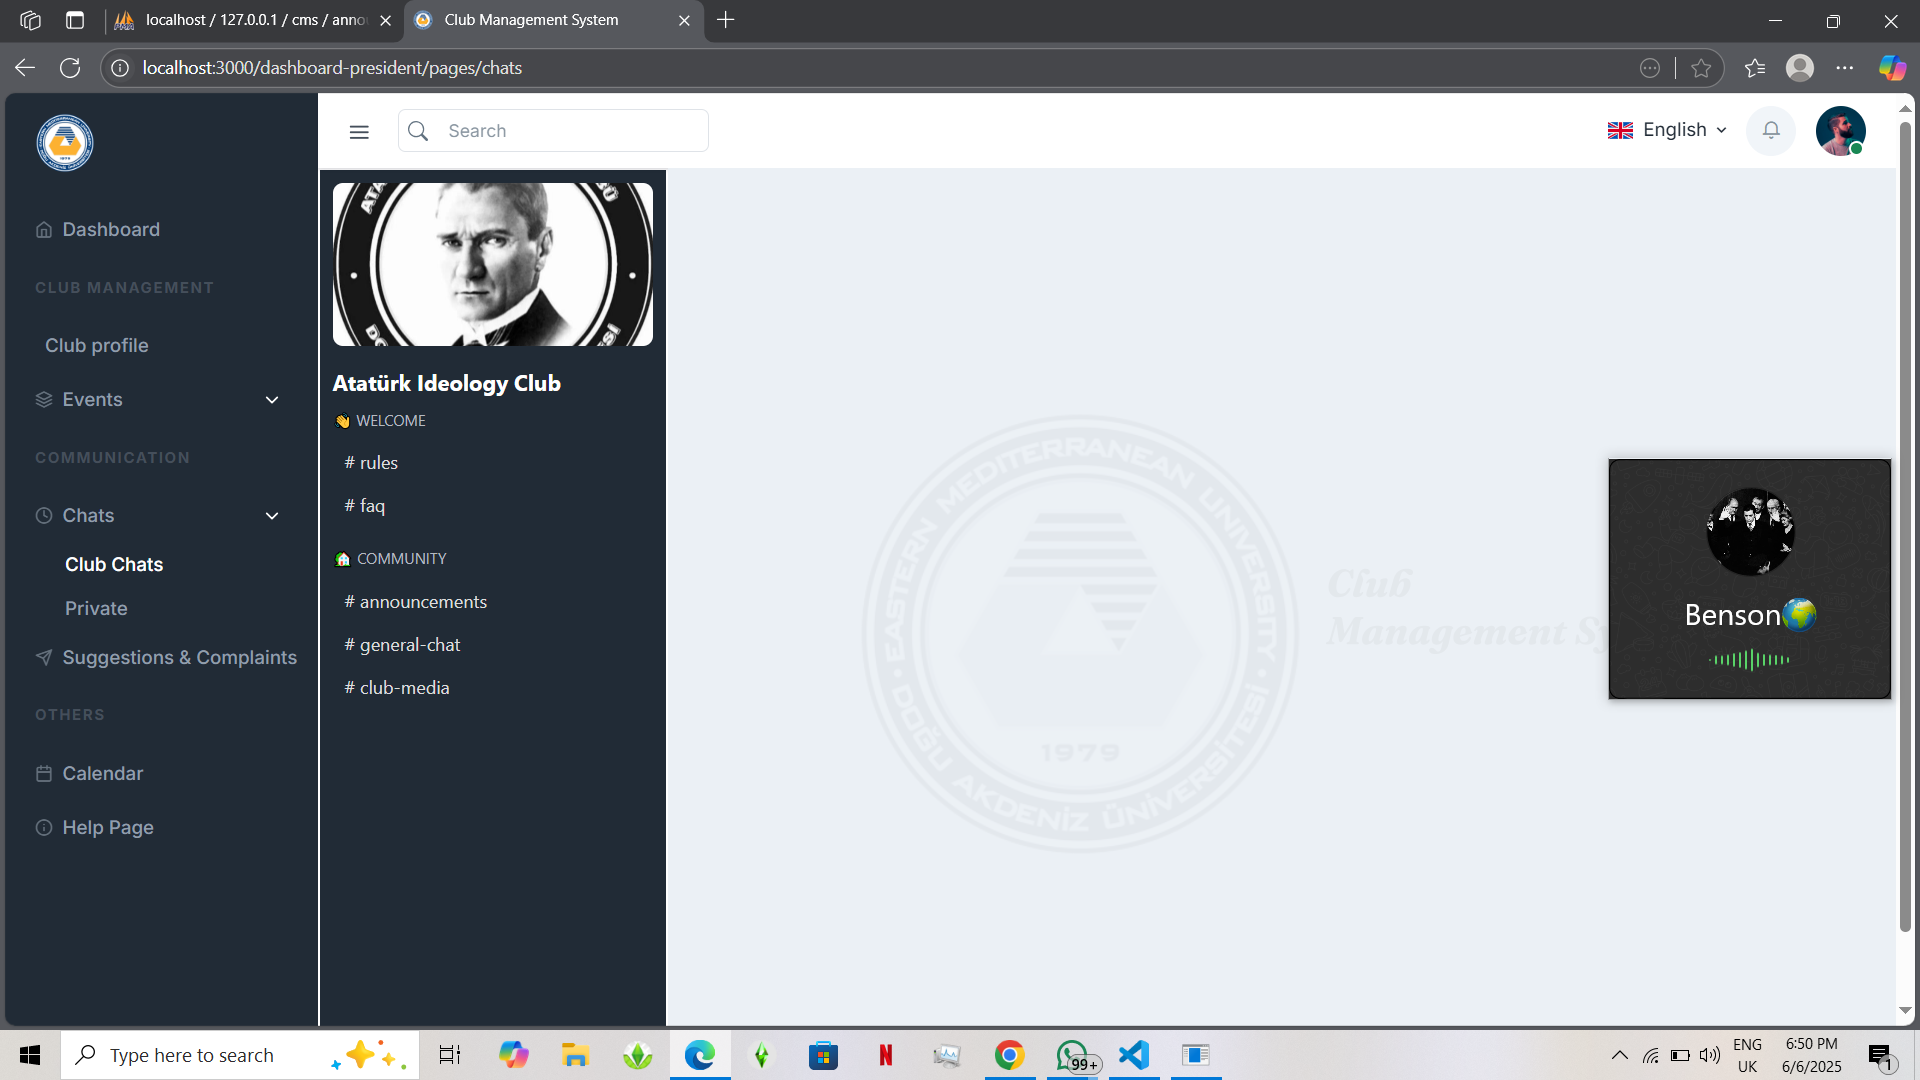 localhost / 127.0.0.1 / cms / anno
Club Management System
localhost:3000/dashboard-president/pages/chats
Search
English
Dashboard
CLUB MANAGEMENT
Club profile
Events
COMMUNICATION
Chats
Club Chats
Private
Suggestions & Complaints
OTHERS
Calendar
Help Page
Atatürk Ideology Club
👋 WELCOME
# rules
# faq
🏠 COMMUNITY
# announcements
# general-chat
# club-media
EASTERN MEDITERRANEAN UNIVERSITY
1979
DOĞU AKDENİZ ÜNİVERSİTESİ
Club
Management Sy
Benson🌍
Type here to search
99+
ENG
UK
6:50 PM
6/6/2025
1